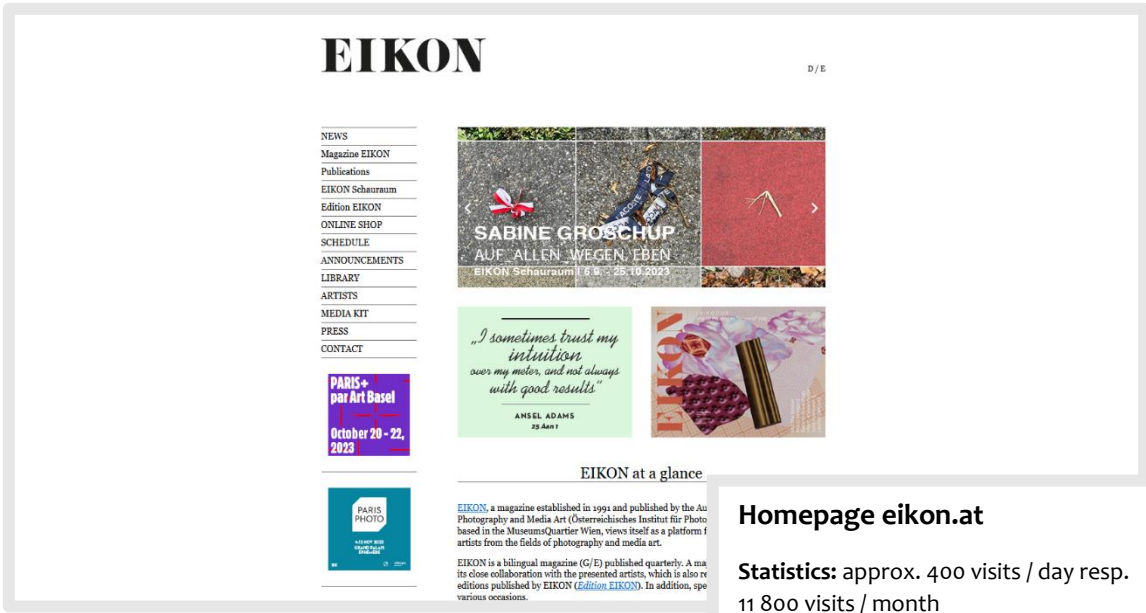 EIKON
D/E
NEWS
Magazine EIKON
Publications
EIKON Schauraum
Edition EIKON
ONLINE SHOP
SCHEDULE
ANNOUNCEMENTS
LIBRARY
ARTISTS
MEDIA KIT
PRESS
CONTACT
LACOSTE
SABINE GROSCHUP
AUF_ALLEN_WEGEN_EBEN
EIKON Schauraum | 6.9. - 25.10.2023
„I sometimes trust my
intuition
over my meter, and not always
with good results“
ANSEL ADAMS
EIKON
PARIS+
par Art Basel
October 20 - 22,
2023
PARIS
PHOTO
EIKON at a glance
EIKON, a magazine established in 1991 and published by the Au
Photography and Media Art (Österreichisches Institut für Photo
based in the MuseumsQuartier Wien, views itself as a platform f
artists from the fields of photography and media art.
EIKON is a bilingual magazine (G/E) published quarterly. A ma
its close collaboration with the presented artists, which is also re
editions published by EIKON (Edition EIKON). In addition, spe
various occasions.
Homepage eikon.at
Statistics: approx. 400 visits / day resp.
11 800 visits / month